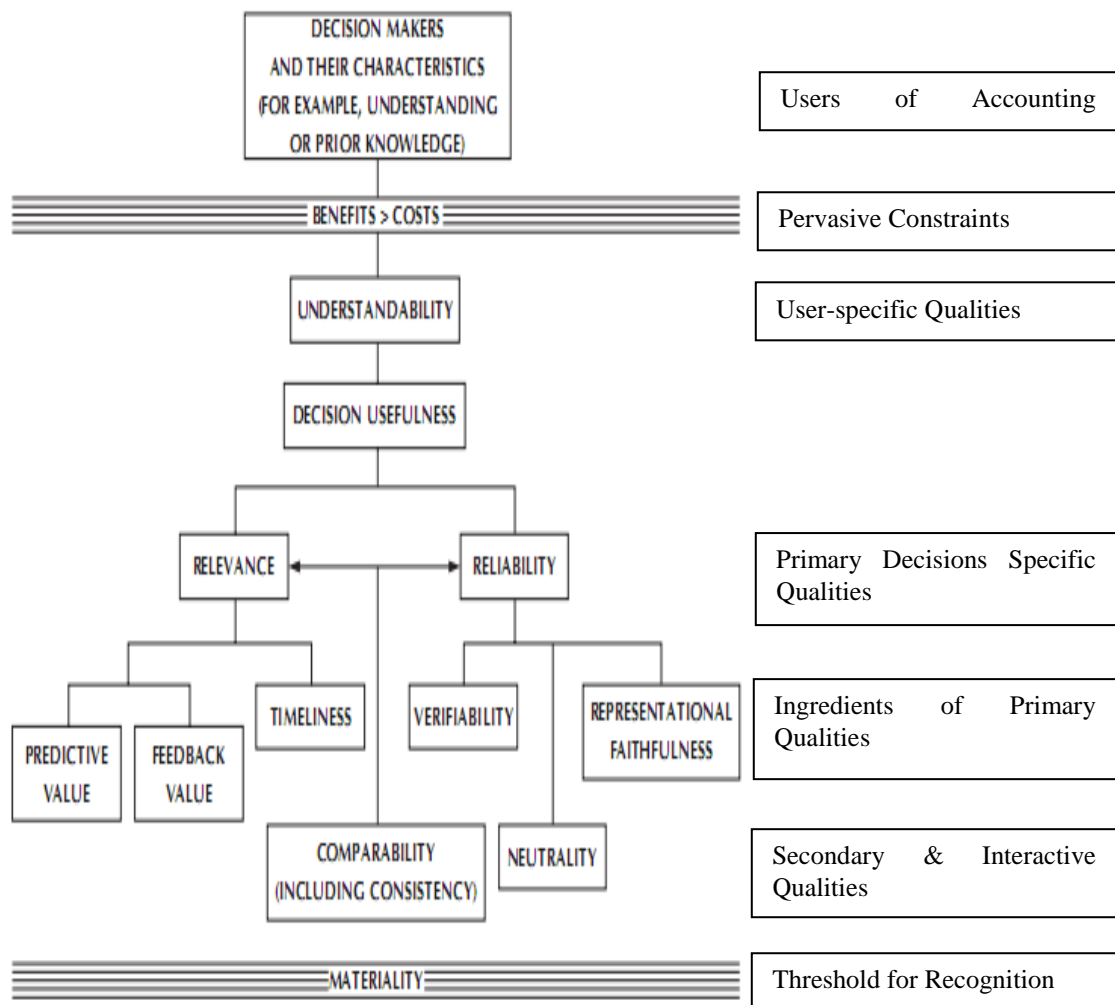 DECISION MAKERS
AND THEIR CHARACTERISTICS
(FOR EXAMPLE, UNDERSTANDING
OR PRIOR KNOWLEDGE)
Users of Accounting
BENEFITS > COSTS
Pervasive Constraints
UNDERSTANDABILITY
User-specific Qualities
DECISION USEFULNESS
RELEVANCE
RELIABILITY
Primary Decisions Specific
Qualities
PREDICTIVE
VALUE
FEEDBACK
VALUE
TIMELINESS
VERIFIABILITY
REPRESENTATIONAL
FAITHFULNESS
Ingredients of Primary
Qualities
COMPARABILITY
(INCLUDING CONSISTENCY)
NEUTRALITY
Secondary & Interactive
Qualities
MATERIALITY
Threshold for Recognition